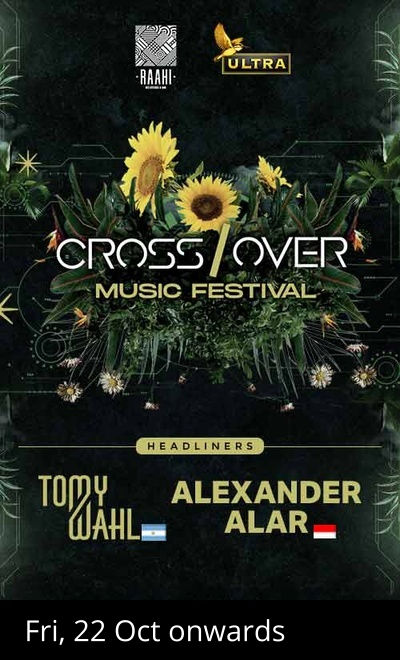 ·RAAHI·
ULTRA
CROSS/OVER
MUSIC FESTIVAL
HEADLINERS
TOMY
WAHL
ALEXANDER
ALAR
Fri, 22 Oct onwards